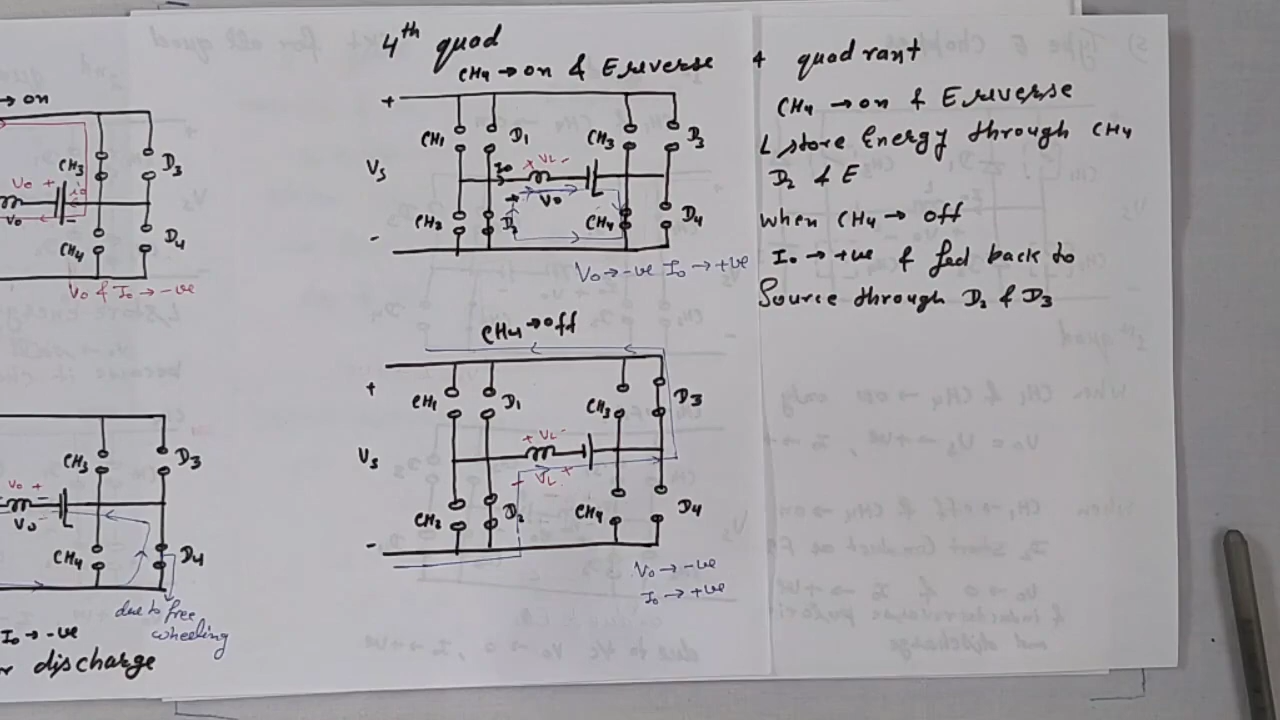 → on
CH3
D3
Vo +
Vo
-
CH4
D4
Vo & Io → -ve
CH3
D3
Vo +
Vo
CH4
D4
due to free
wheeling
Io → -ve
discharge
4th quad
CH4 → on & E reverse
+
CH1
D1
CH3
D3
Vs
Io
+ VL -
Vo
CH2
D2
CH4
D4
-
Vo → -ve Io → +ve
CH4 → off
+
CH1
D1
CH3
D3
Vs
+ VL -
- VL +
CH2
D2
CH4
D4
-
Vo → -ve
Io → +ve
4 quadrant
CH4 → on & E reverse
L store Energy through CH4
D2 & E
when CH4 → off
Io → +ve & fed back to
Source through D2 & D3